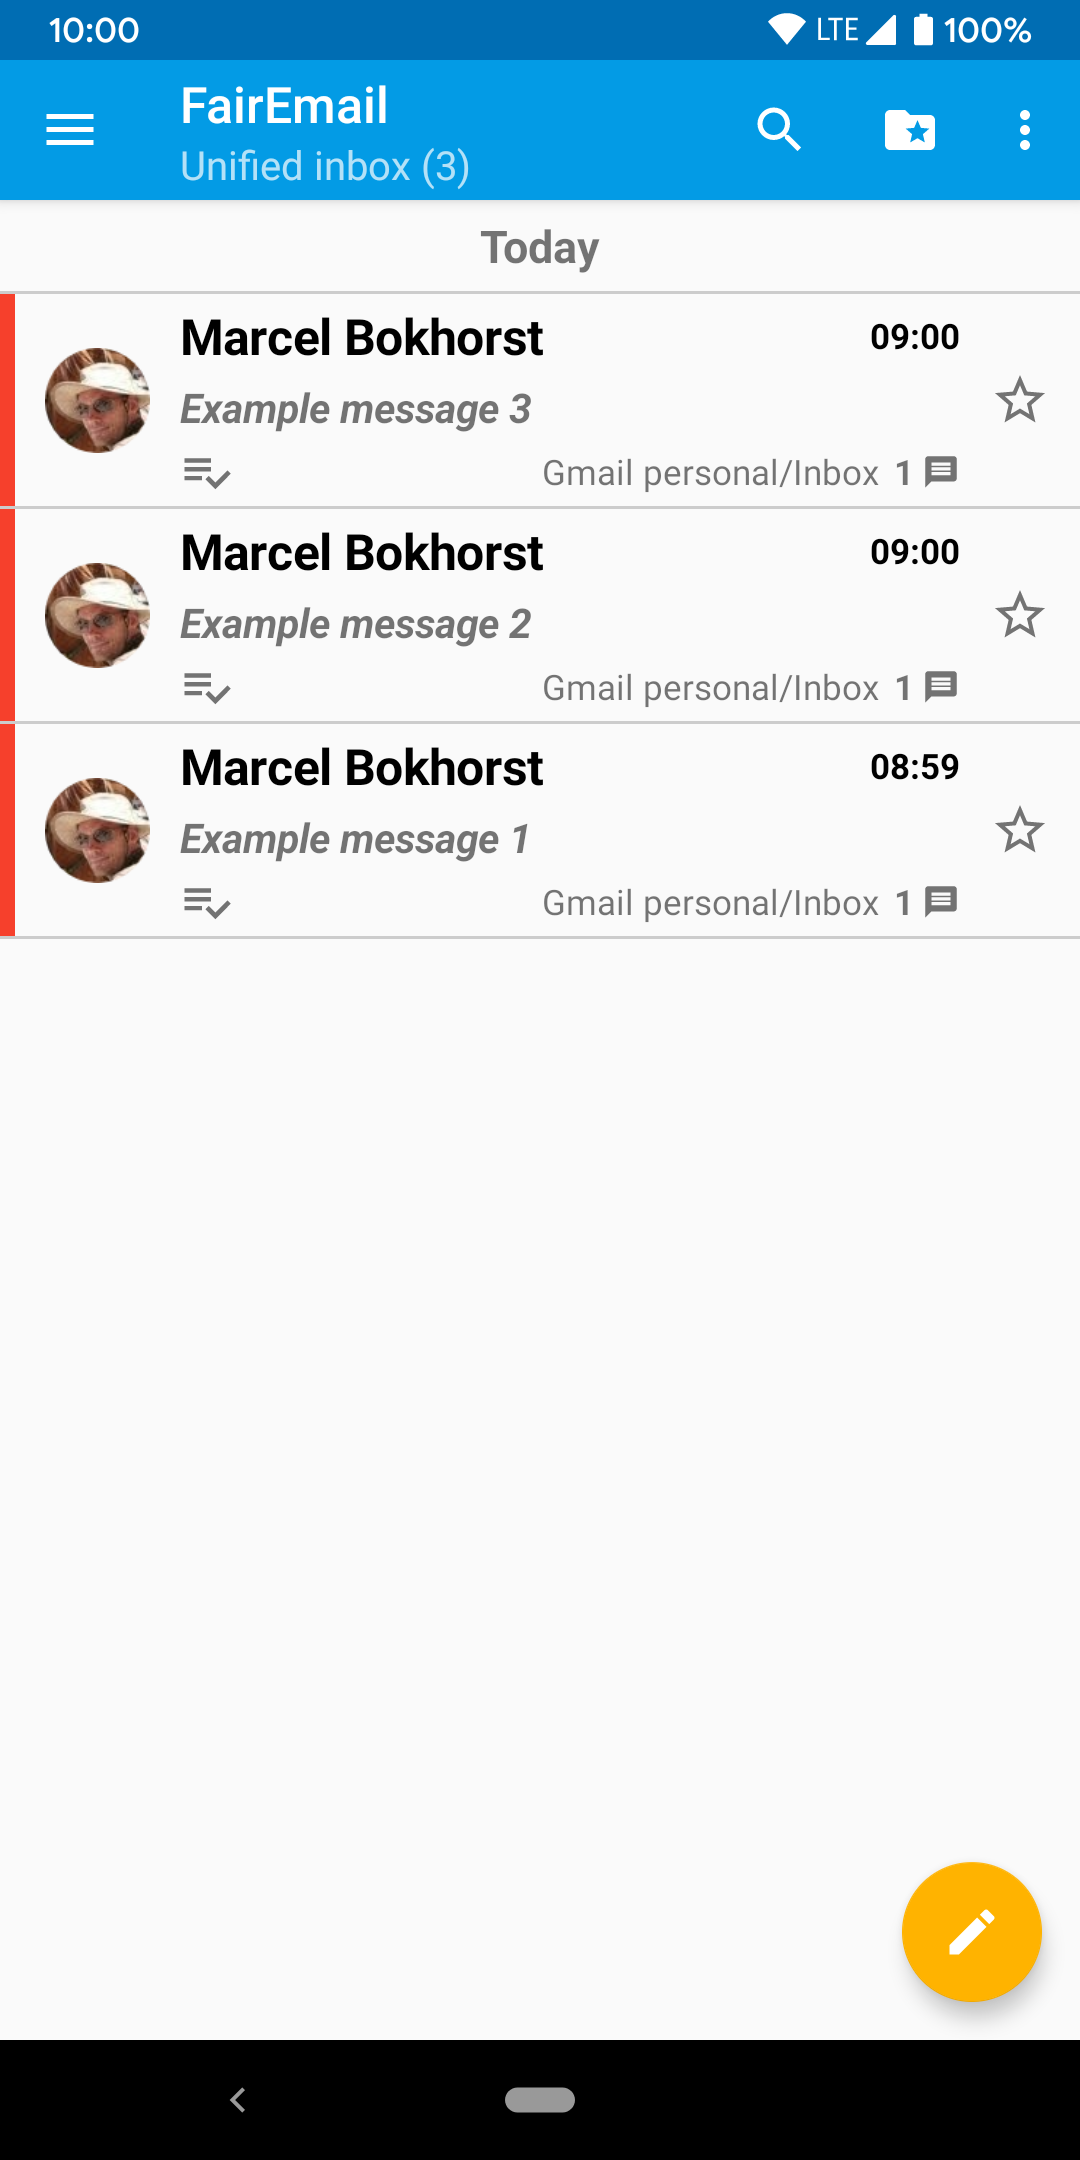 10:00 LTE 100%
FairEmail
Unified inbox (3)
Today
Marcel Bokhorst 09:00
Example message 3
Gmail personal/Inbox 1
Marcel Bokhorst 09:00
Example message 2
Gmail personal/Inbox 1
Marcel Bokhorst 08:59
Example message 1
Gmail personal/Inbox 1